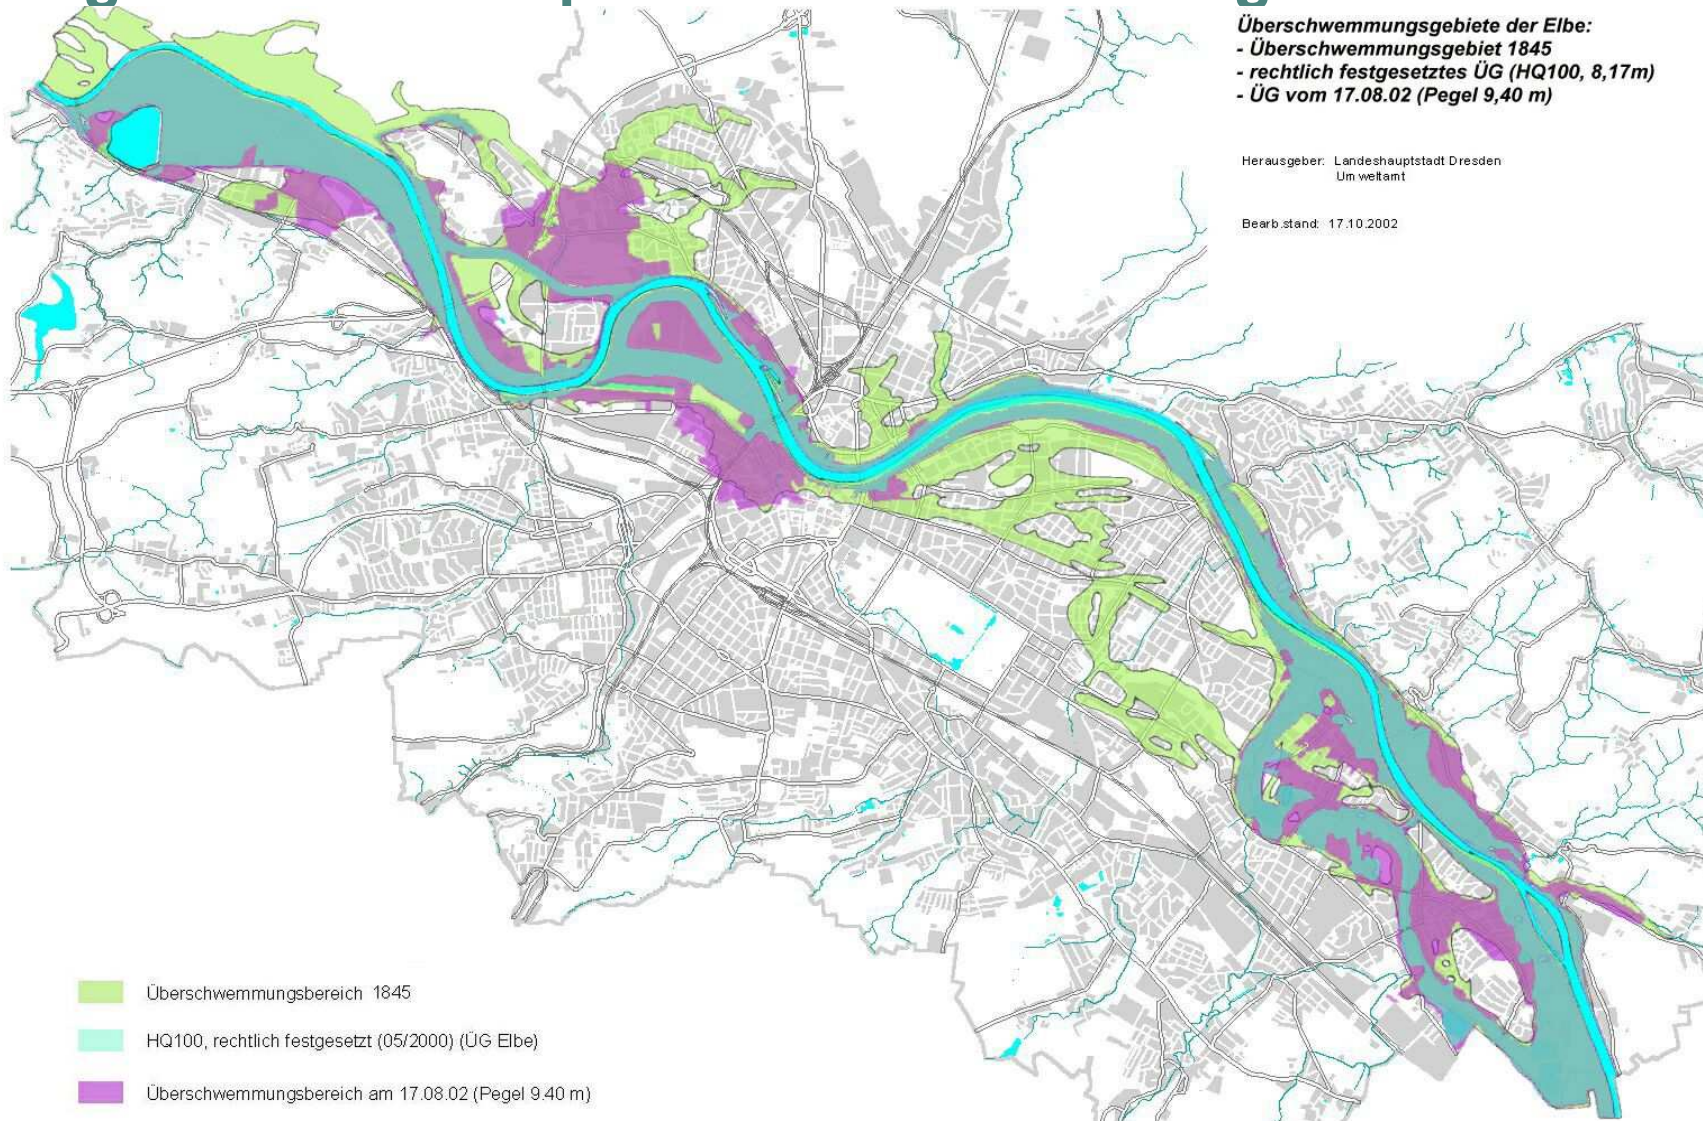 Überschwemmungsgebiete der Elbe:
- Überschwemmungsgebiet 1845
- rechtlich festgesetztes ÜG (HQ100, 8,17m)
- ÜG vom 17.08.02 (Pegel 9,40 m)
Herausgeber: Landeshauptstadt Dresden
Umweltamt
Bearb.stand: 17.10.2002
Überschwemmungsbereich 1845
HQ100, rechtlich festgesetzt (05/2000) (ÜG Elbe)
Überschwemmungsbereich am 17.08.02 (Pegel 9.40 m)